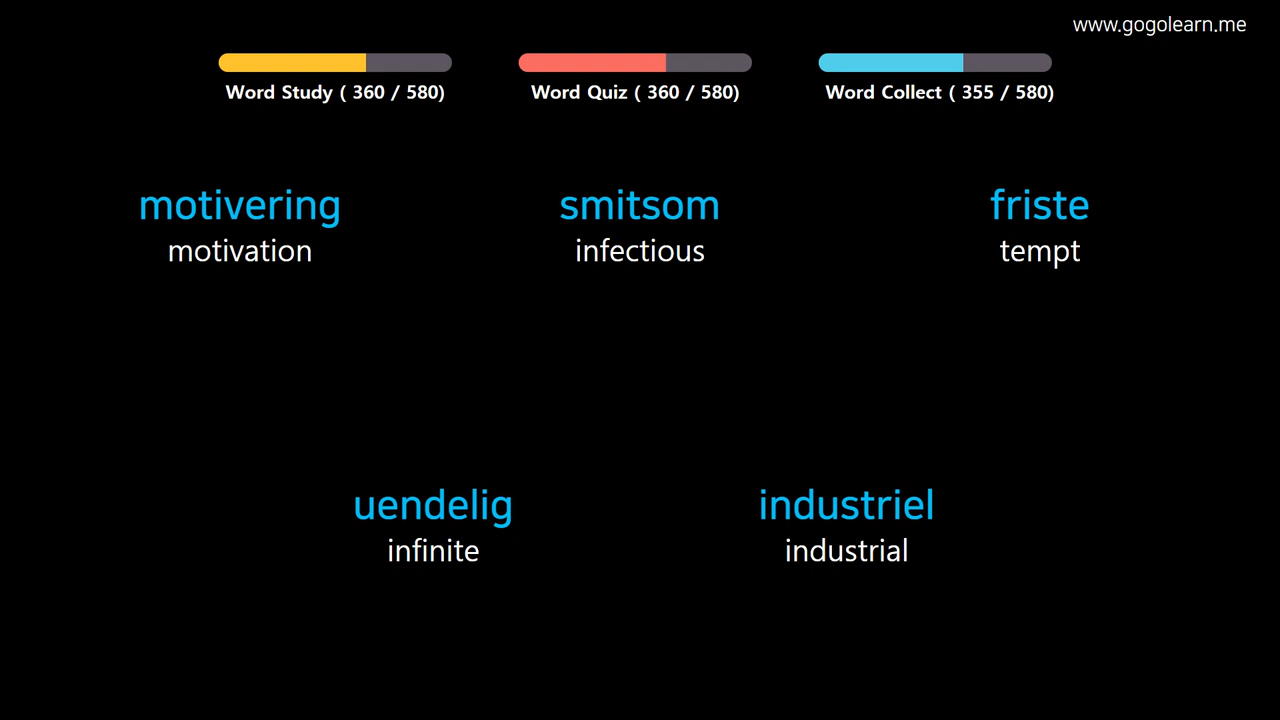 www.gogolearn.me
Word Study ( 360 / 580)
Word Quiz ( 360 / 580)
Word Collect ( 355 / 580)
motivering
motivation
smitsom
infectious
friste
tempt
uendelig
infinite
industriel
industrial